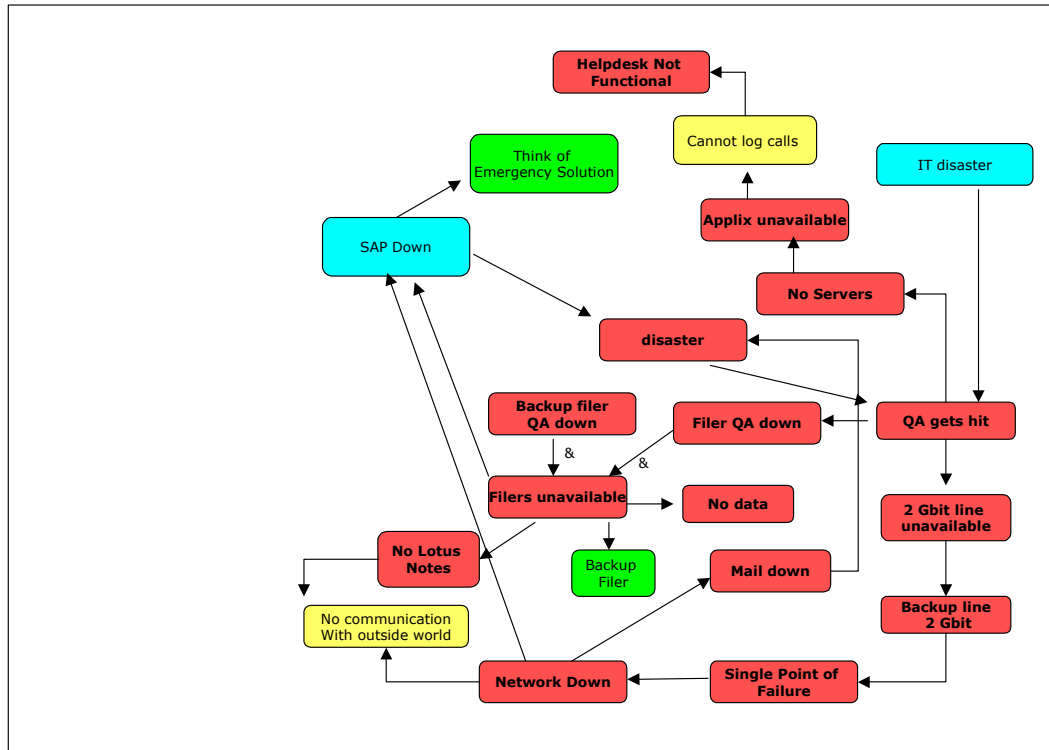 Helpdesk Not
Functional
Cannot log calls
Think of
Emergency Solution
IT disaster
Applix unavailable
SAP Down
No Servers
disaster
Backup filer
QA down
Filer QA down
QA gets hit
&
&
Filers unavailable
No data
2 Gbit line
unavailable
No Lotus
Notes
Backup
Filer
Mail down
No communication
With outside world
Backup line
2 Gbit
Network Down
Single Point of
Failure